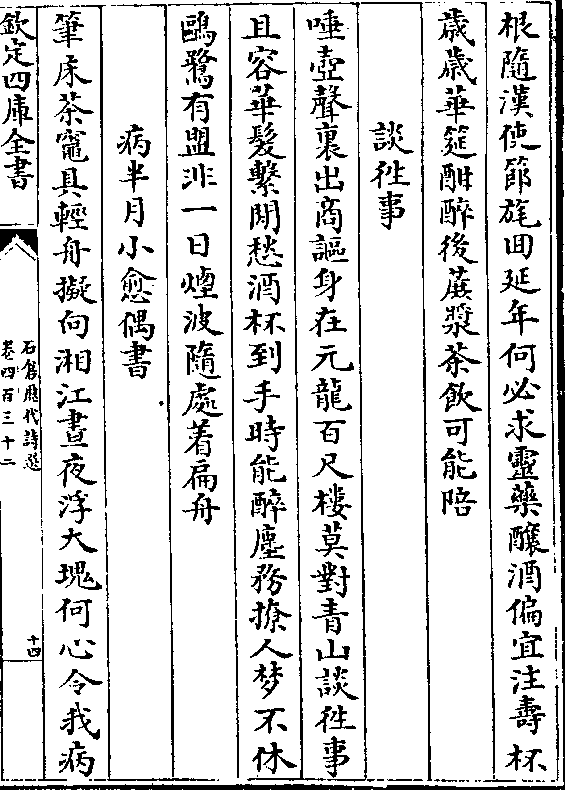 根隨漢使節旄回延年何必求靈藥釀酒偏宜注壽杯
歲歲華筵酣醉後蔗漿茶飲可能陪
談徃事
唾壺聲裏出商謳身在元龍百尺樓莫對青山談徃事
且容華髮繫閒愁酒杯到手時能醉塵務撩人梦不休
鷗鷺有盟非一日煙波隨處着扁舟
病半月小愈偶書
筆床茶竈具輕舟擬向湘江晝夜浮大塊何心令我病
欽定四庫全書
石倉歷代詩選
卷四百三十二
十四